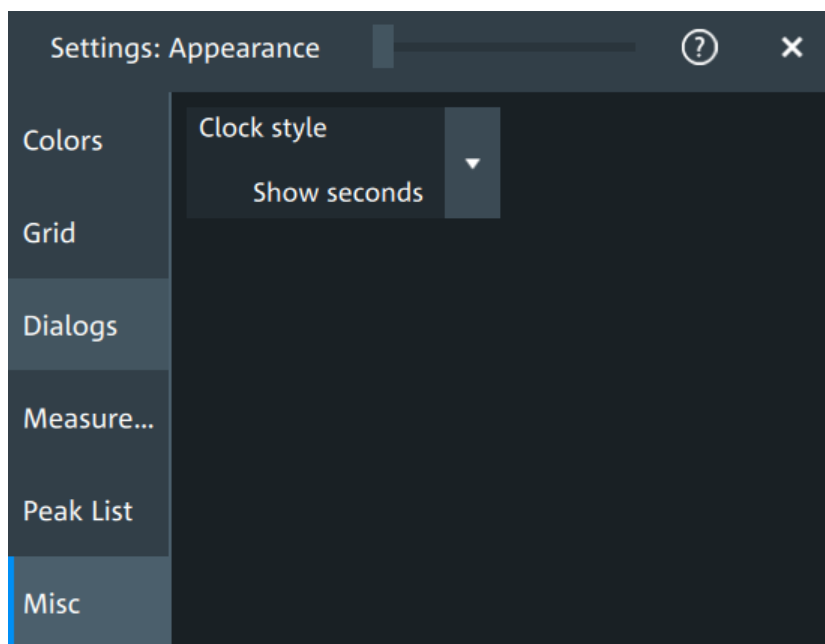 Settings: Appearance
?
Colors
Grid
Dialogs
Measure...
Peak List
Misc
Clock style
Show seconds